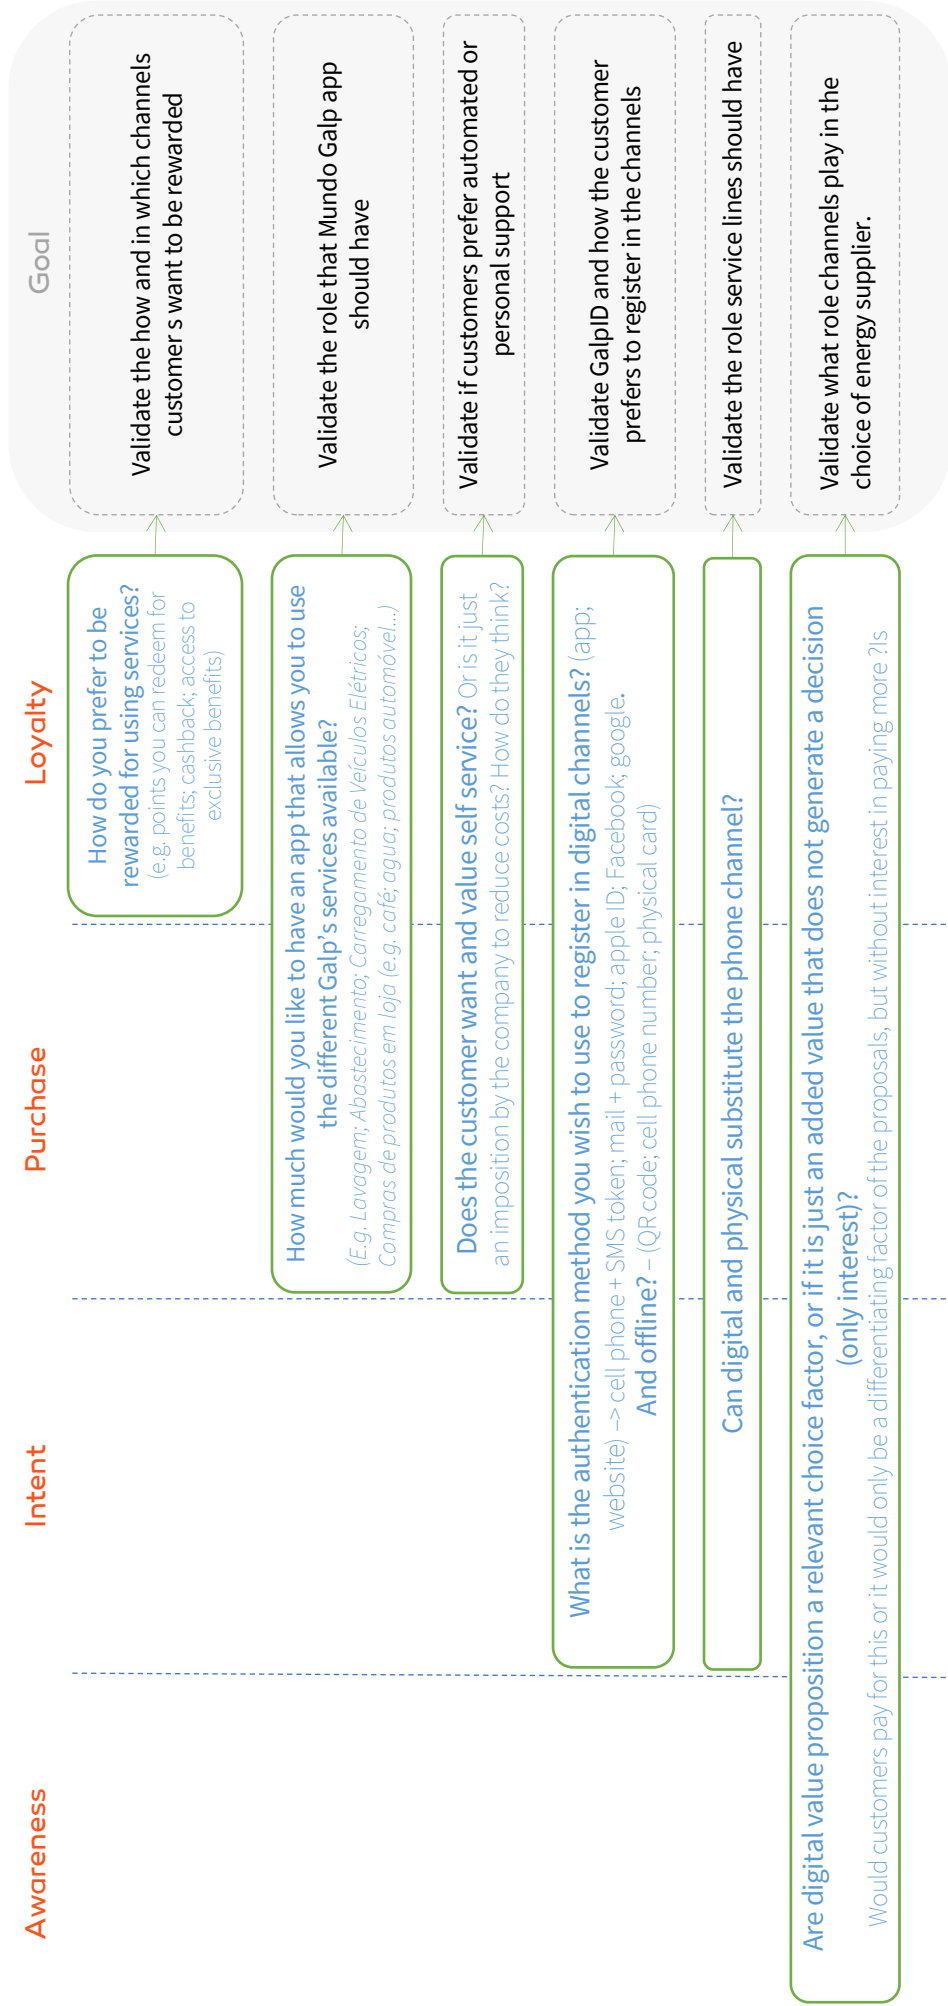 Awareness
Intent
Purchase
Loyalty
Goal
How do you prefer to be
rewarded for using services?
(e.g. points you can redeem for
benefits; cashback; access to
exclusive benefits)
Validate the how and in which channels
customer s want to be rewarded
How much would you like to have an app that allows you to use
the different Galp’s services available?
(E.g. Lavagem; Abastecimento; Carregamento de Veículos Elétricos;
Compras de produtos em loja (e.g. café; agua; produtos automóvel...)
Validate the role that Mundo Galp app
should have
Does the customer want and value self service? Or is it just
an imposition by the company to reduce costs? How do they think?
Validate if customers prefer automated or
personal support
What is the authentication method you wish to use to register in digital channels? (app;
website) –> cell phone + SMS token; mail + password; apple ID; Facebook; google.
And offline? – (QR code; cell phone number; physical card)
Validate GalpID and how the customer
prefers to register in the channels
Can digital and physical substitute the phone channel?
Validate the role service lines should have
Are digital value proposition a relevant choice factor, or if it is just an added value that does not generate a decision
(only interest)?
Would customers pay for this or it would only be a differentiating factor of the proposals, but without interest in paying more ?Is
Validate what role channels play in the
choice of energy supplier.